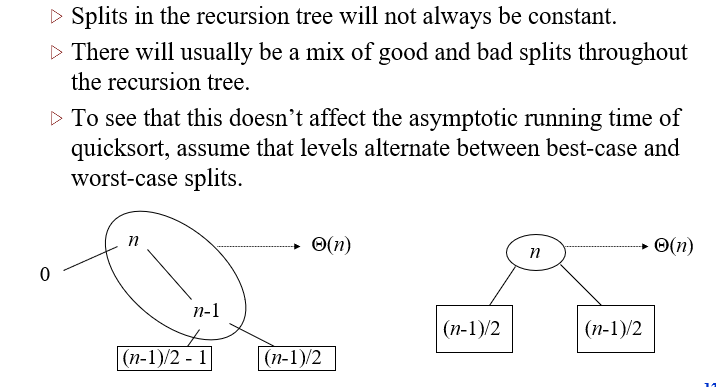 ▷ Splits in the recursion tree will not always be constant.
▷ There will usually be a mix of good and bad splits throughout
the recursion tree.
▷ To see that this doesn’t affect the asymptotic running time of
quicksort, assume that levels alternate between best-case and
worst-case splits.
n
Θ(n)
0
n-1
(n-1)/2 - 1
(n-1)/2
n
Θ(n)
(n-1)/2
(n-1)/2